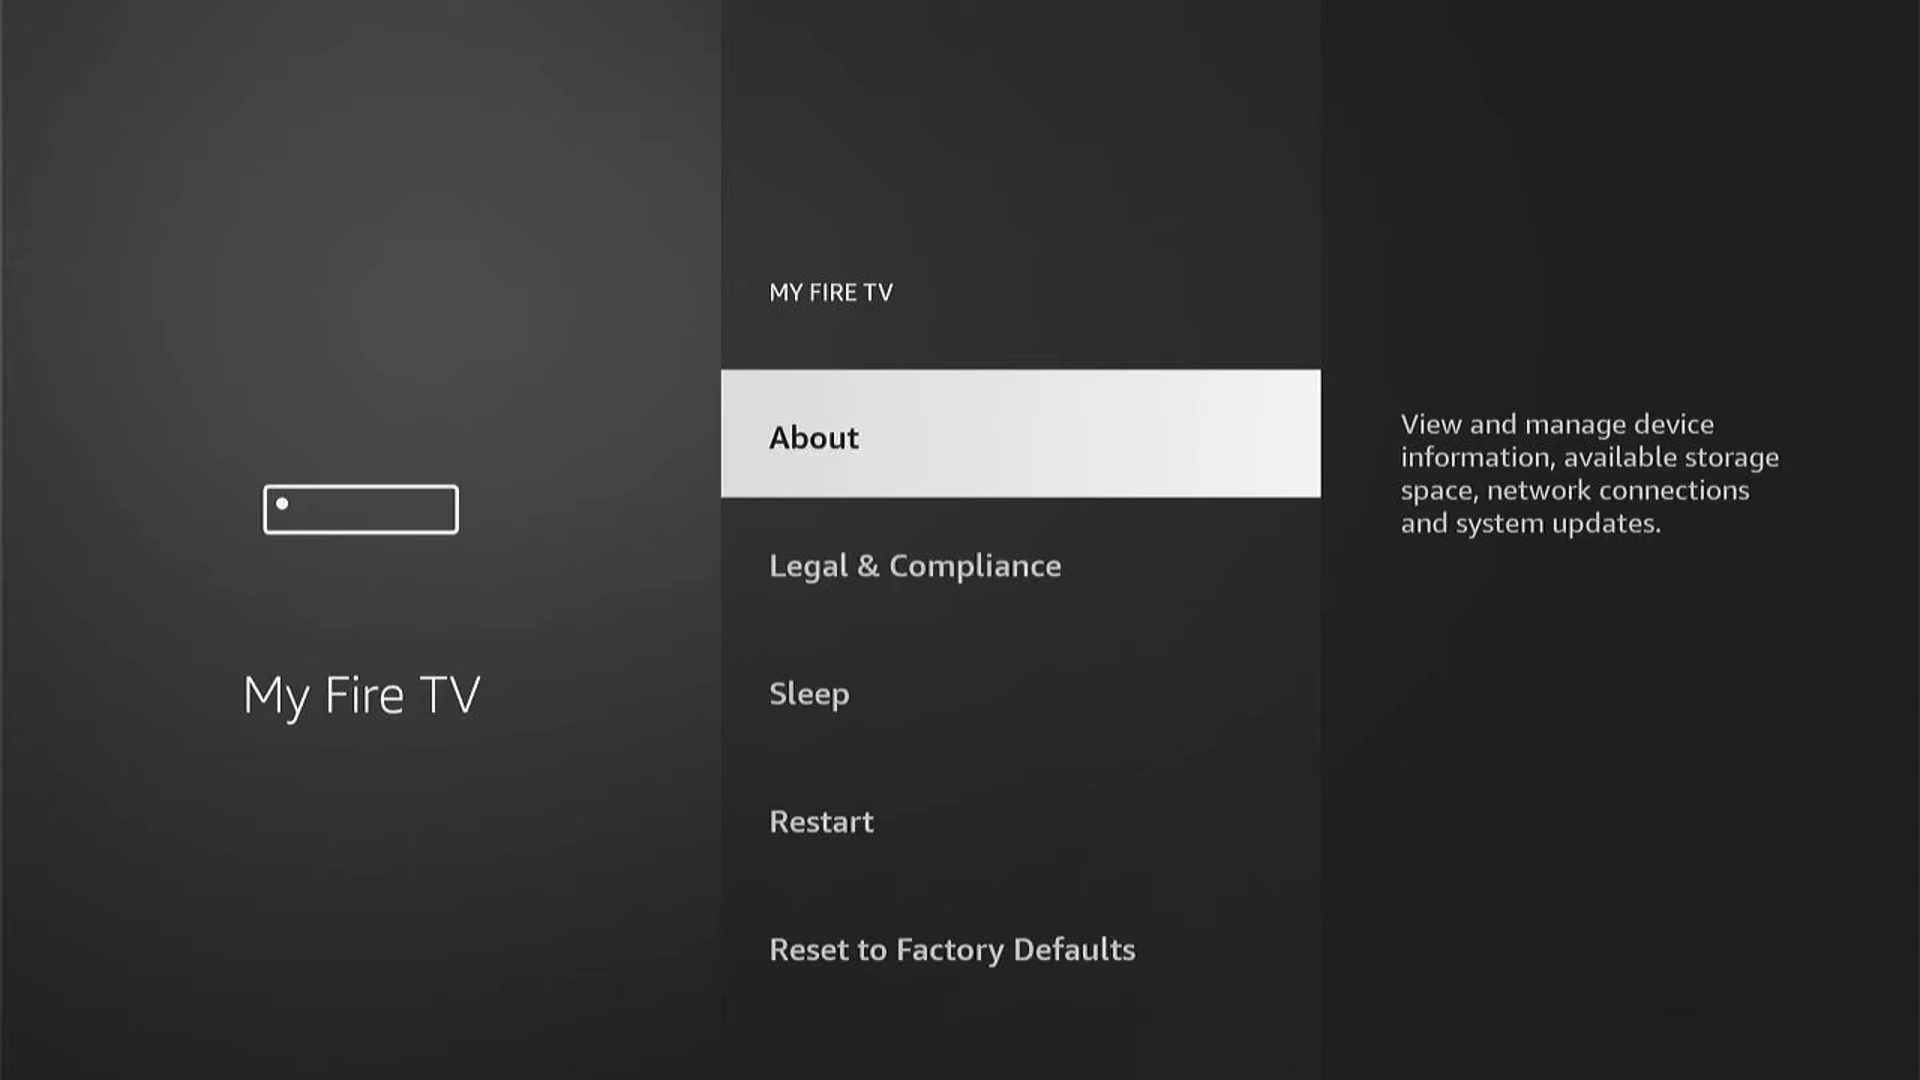 My Fire TV
MY FIRE TV
About
Legal & Compliance
Sleep
Restart
Reset to Factory Defaults
View and manage device
information, available storage
space, network connections
and system updates.